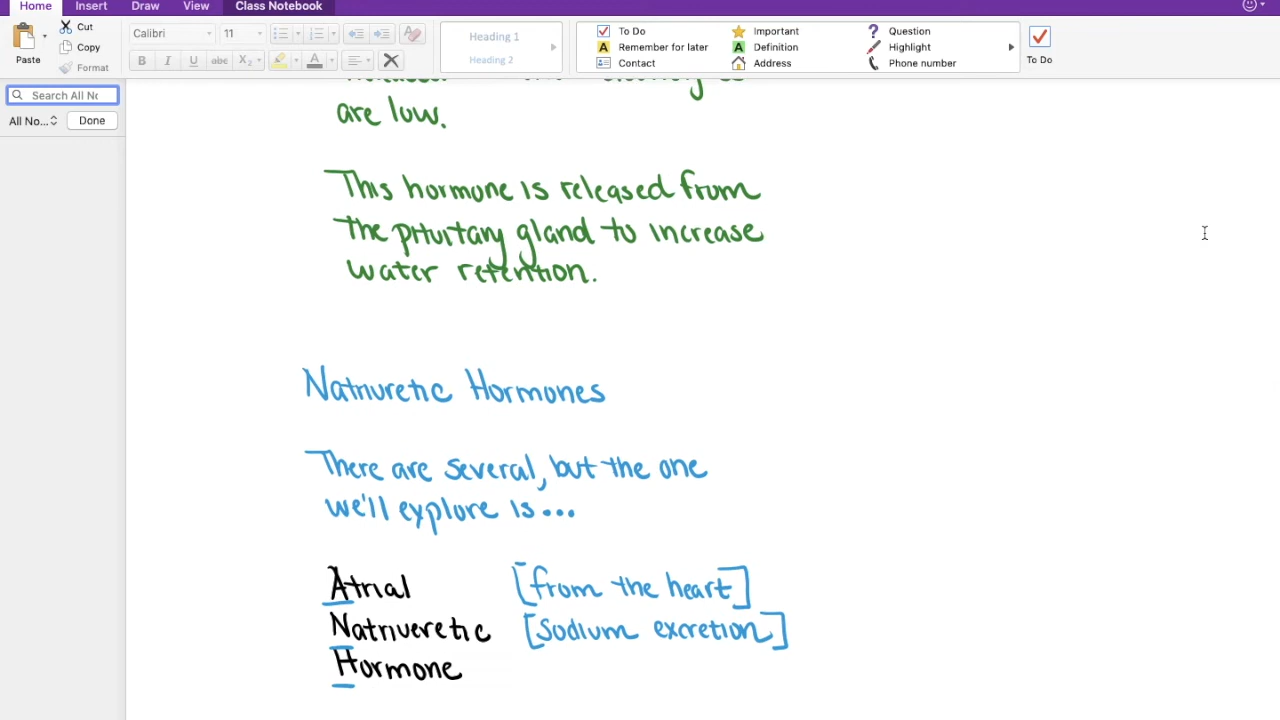 Home Insert Draw View Class Notebook
Paste
Cut
Copy
Format
Calibri 11
B I U abc X₂ A
Heading 1
Heading 2
To Do Important Question
Remember for later Definition Highlight
Contact Address Phone number
To Do
Search All No
All No... Done
are low.
This hormone is released from
the pituitary gland to increase
water retention.
Natriuretic Hormones
There are several, but the one
we'll explore is...
Atrial [from the heart]
Natriueretic [sodium excretion]
Hormone